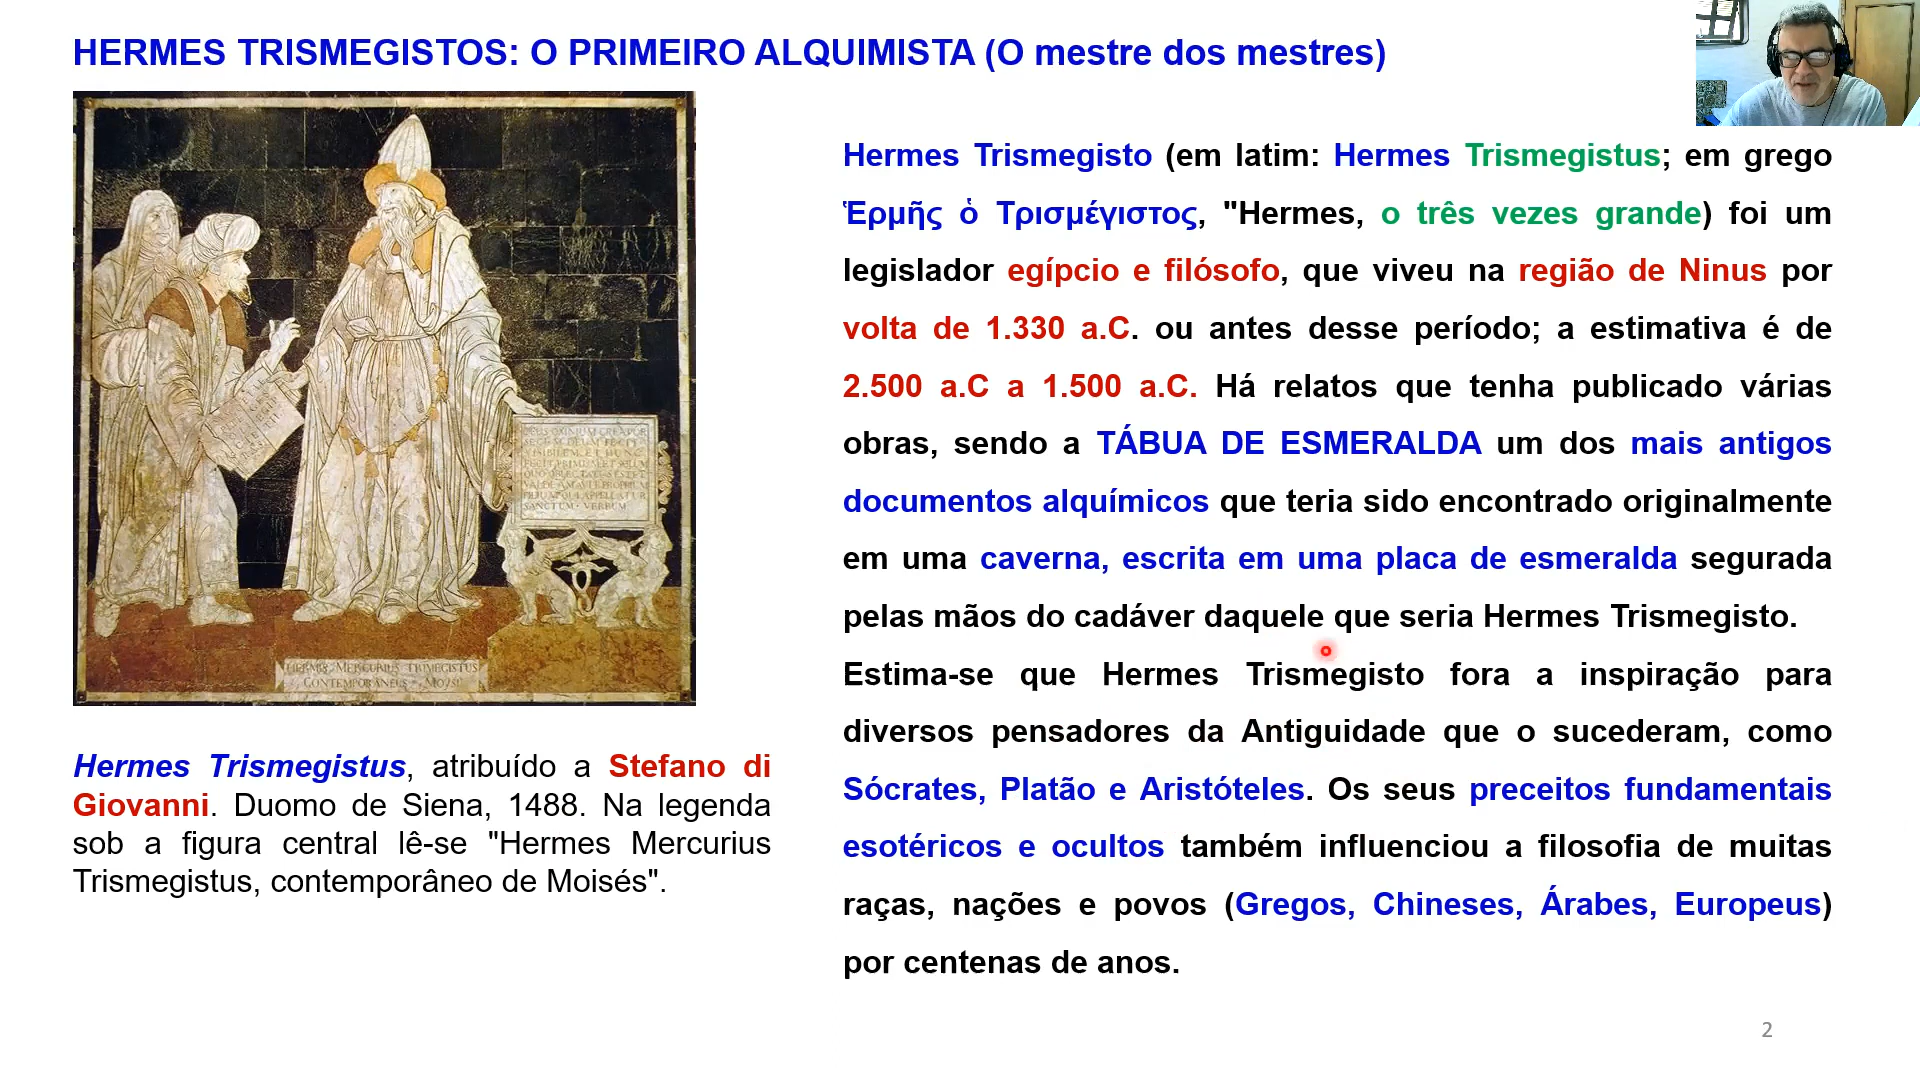 HERMES TRISMEGISTOS: O PRIMEIRO ALQUIMISTA (O mestre dos mestres)
HERMIS MERCURIUS TRIMEGISTUS
CONTEMPORANEUS MOYSI
Hermes Trismegistus, atribuído a Stefano di
Giovanni. Duomo de Siena, 1488. Na legenda
sob a figura central lê-se "Hermes Mercurius
Trismegistus, contemporâneo de Moisés".
Hermes Trismegisto (em latim: Hermes Trismegistus; em grego
Ἑρμῆς ὁ Τρισμέγιστος, "Hermes, o três vezes grande) foi um
legislador egípcio e filósofo, que viveu na região de Ninus por
volta de 1.330 a.C. ou antes desse período; a estimativa é de
2.500 a.C a 1.500 a.C. Há relatos que tenha publicado várias
obras, sendo a TÁBUA DE ESMERALDA um dos mais antigos
documentos alquímicos que teria sido encontrado originalmente
em uma caverna, escrita em uma placa de esmeralda segurada
pelas mãos do cadáver daquele que seria Hermes Trismegisto.
Estima-se que Hermes Trismegisto fora a inspiração para
diversos pensadores da Antiguidade que o sucederam, como
Sócrates, Platão e Aristóteles. Os seus preceitos fundamentais
esotéricos e ocultos também influenciou a filosofia de muitas
raças, nações e povos (Gregos, Chineses, Árabes, Europeus)
por centenas de anos.
2